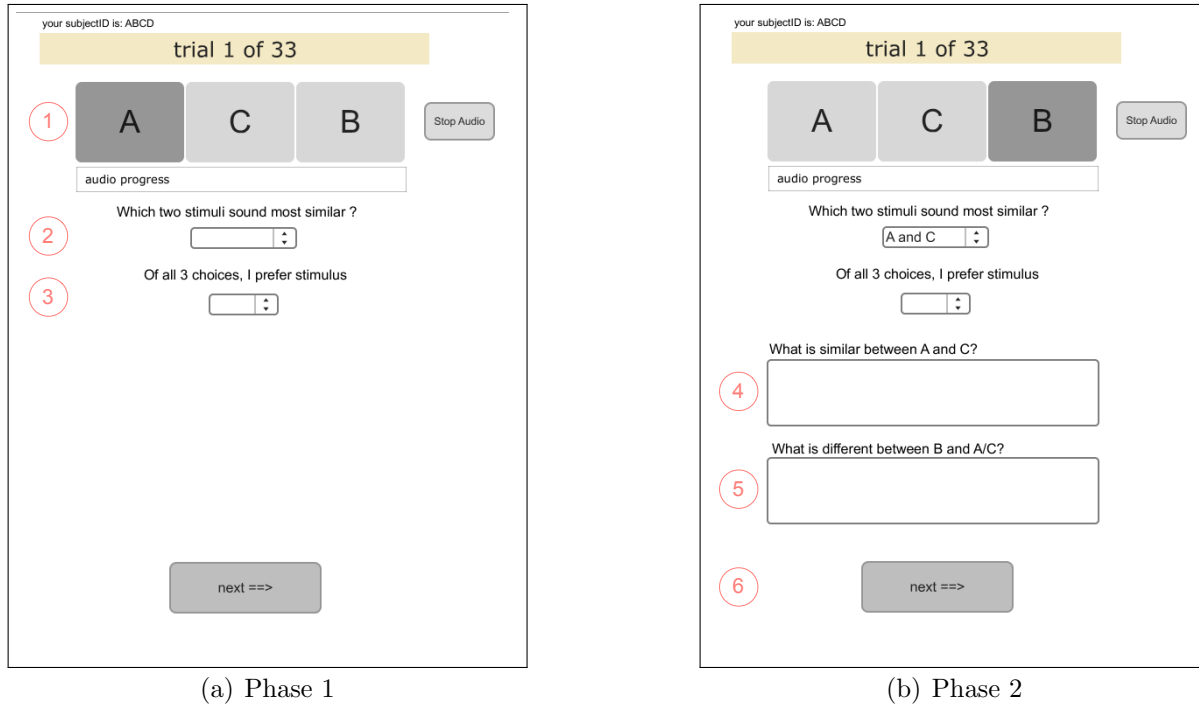 your subjectID is: ABCD
trial 1 of 33
1
A
C
B
Stop Audio
audio progress
Which two stimuli sound most similar ?
2
Of all 3 choices, I prefer stimulus
3
next ==>
(a) Phase 1
your subjectID is: ABCD
trial 1 of 33
A
C
B
Stop Audio
audio progress
Which two stimuli sound most similar ?
A and C
Of all 3 choices, I prefer stimulus
What is similar between A and C?
4
What is different between B and A/C?
5
6
next ==>
(b) Phase 2